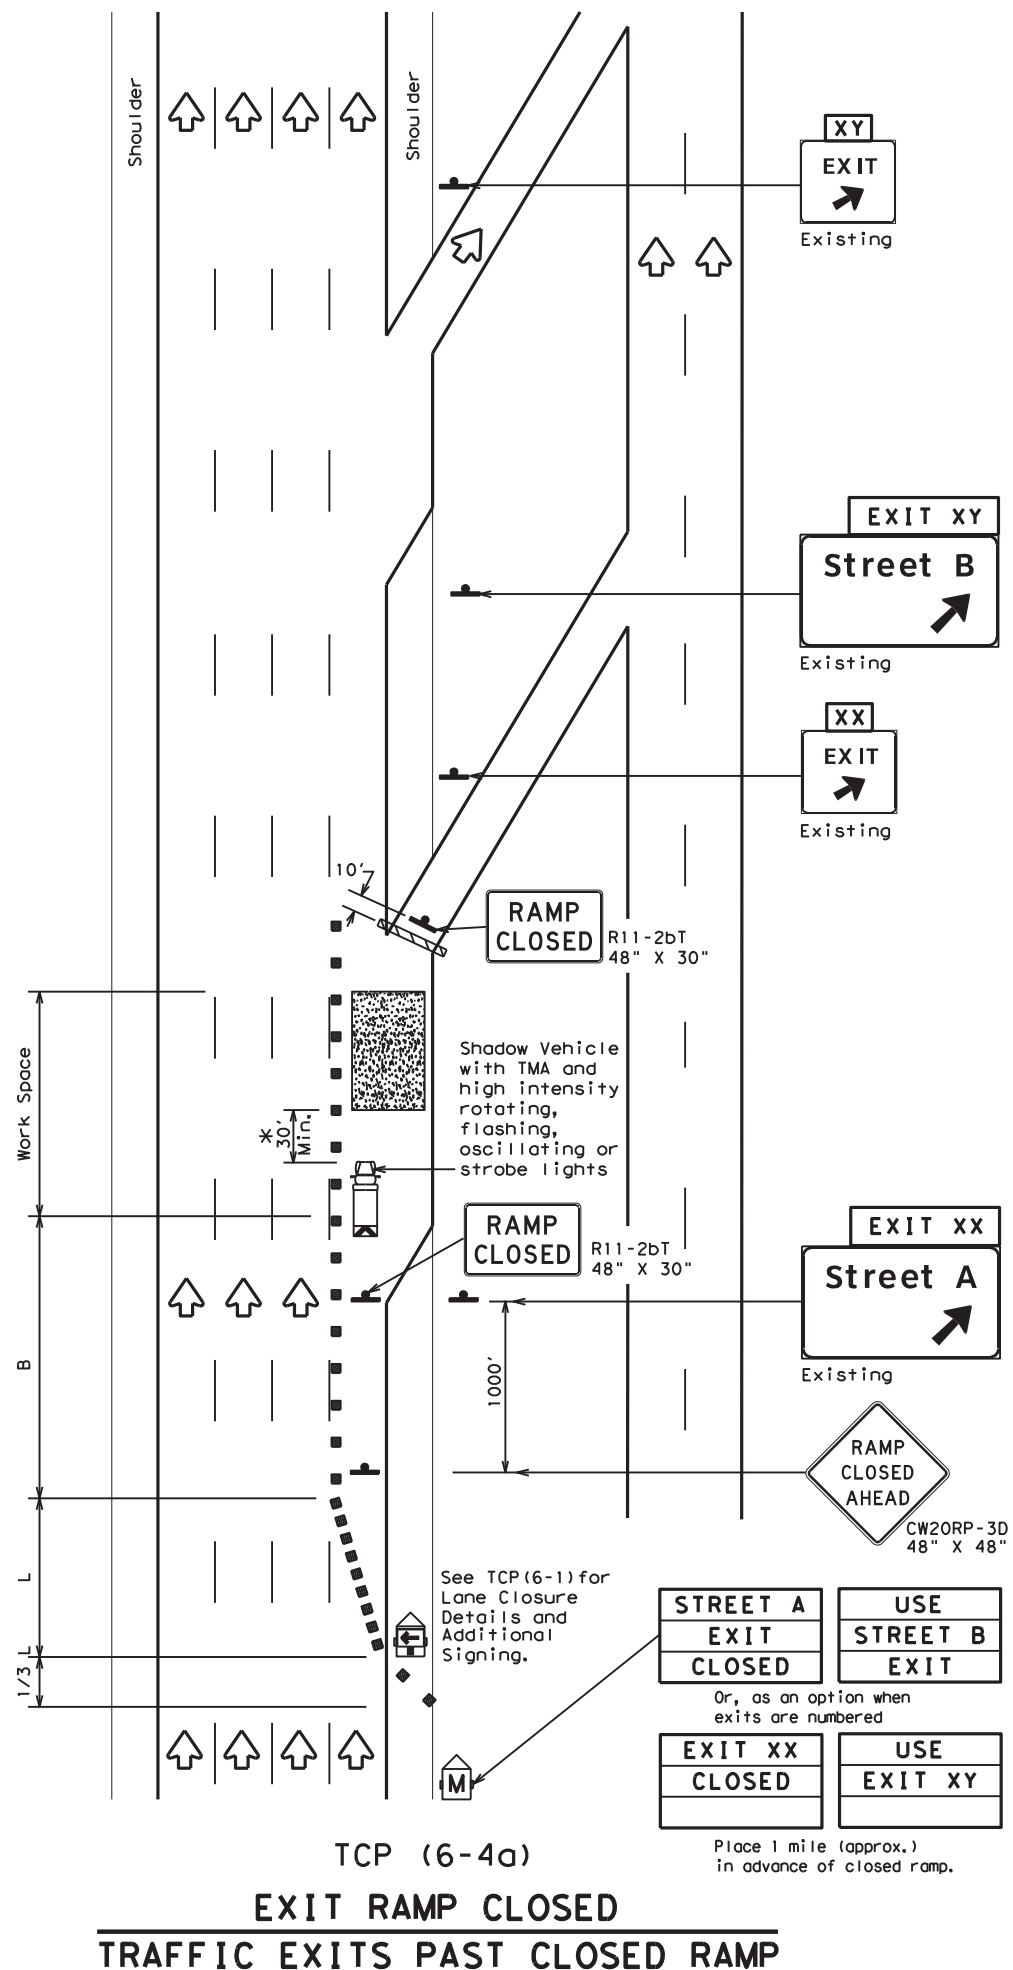 Shoulder
Shoulder
XY
EXIT
Existing
EXIT XY
Street B
Existing
XX
EXIT
Existing
10'
RAMP
CLOSED
R11-2bT
48" X 30"
Work Space
*
30'
Min.
Shadow Vehicle
with TMA and
high intensity
rotating,
flashing,
oscillating or
strobe lights
RAMP
CLOSED
R11-2bT
48" X 30"
EXIT XX
Street A
Existing
B
1000'
RAMP
CLOSED
AHEAD
CW20RP-3D
48" X 48"
L
1/3 L
See TCP(6-1)for
Lane Closure
Details and
Additional
Signing.
STREET A
EXIT
CLOSED
USE
STREET B
EXIT
Or, as an option when
exits are numbered
EXIT XX
CLOSED
USE
EXIT XY
M
Place 1 mile (approx.)
in advance of closed ramp.
TCP (6-4a)
EXIT RAMP CLOSED
TRAFFIC EXITS PAST CLOSED RAMP